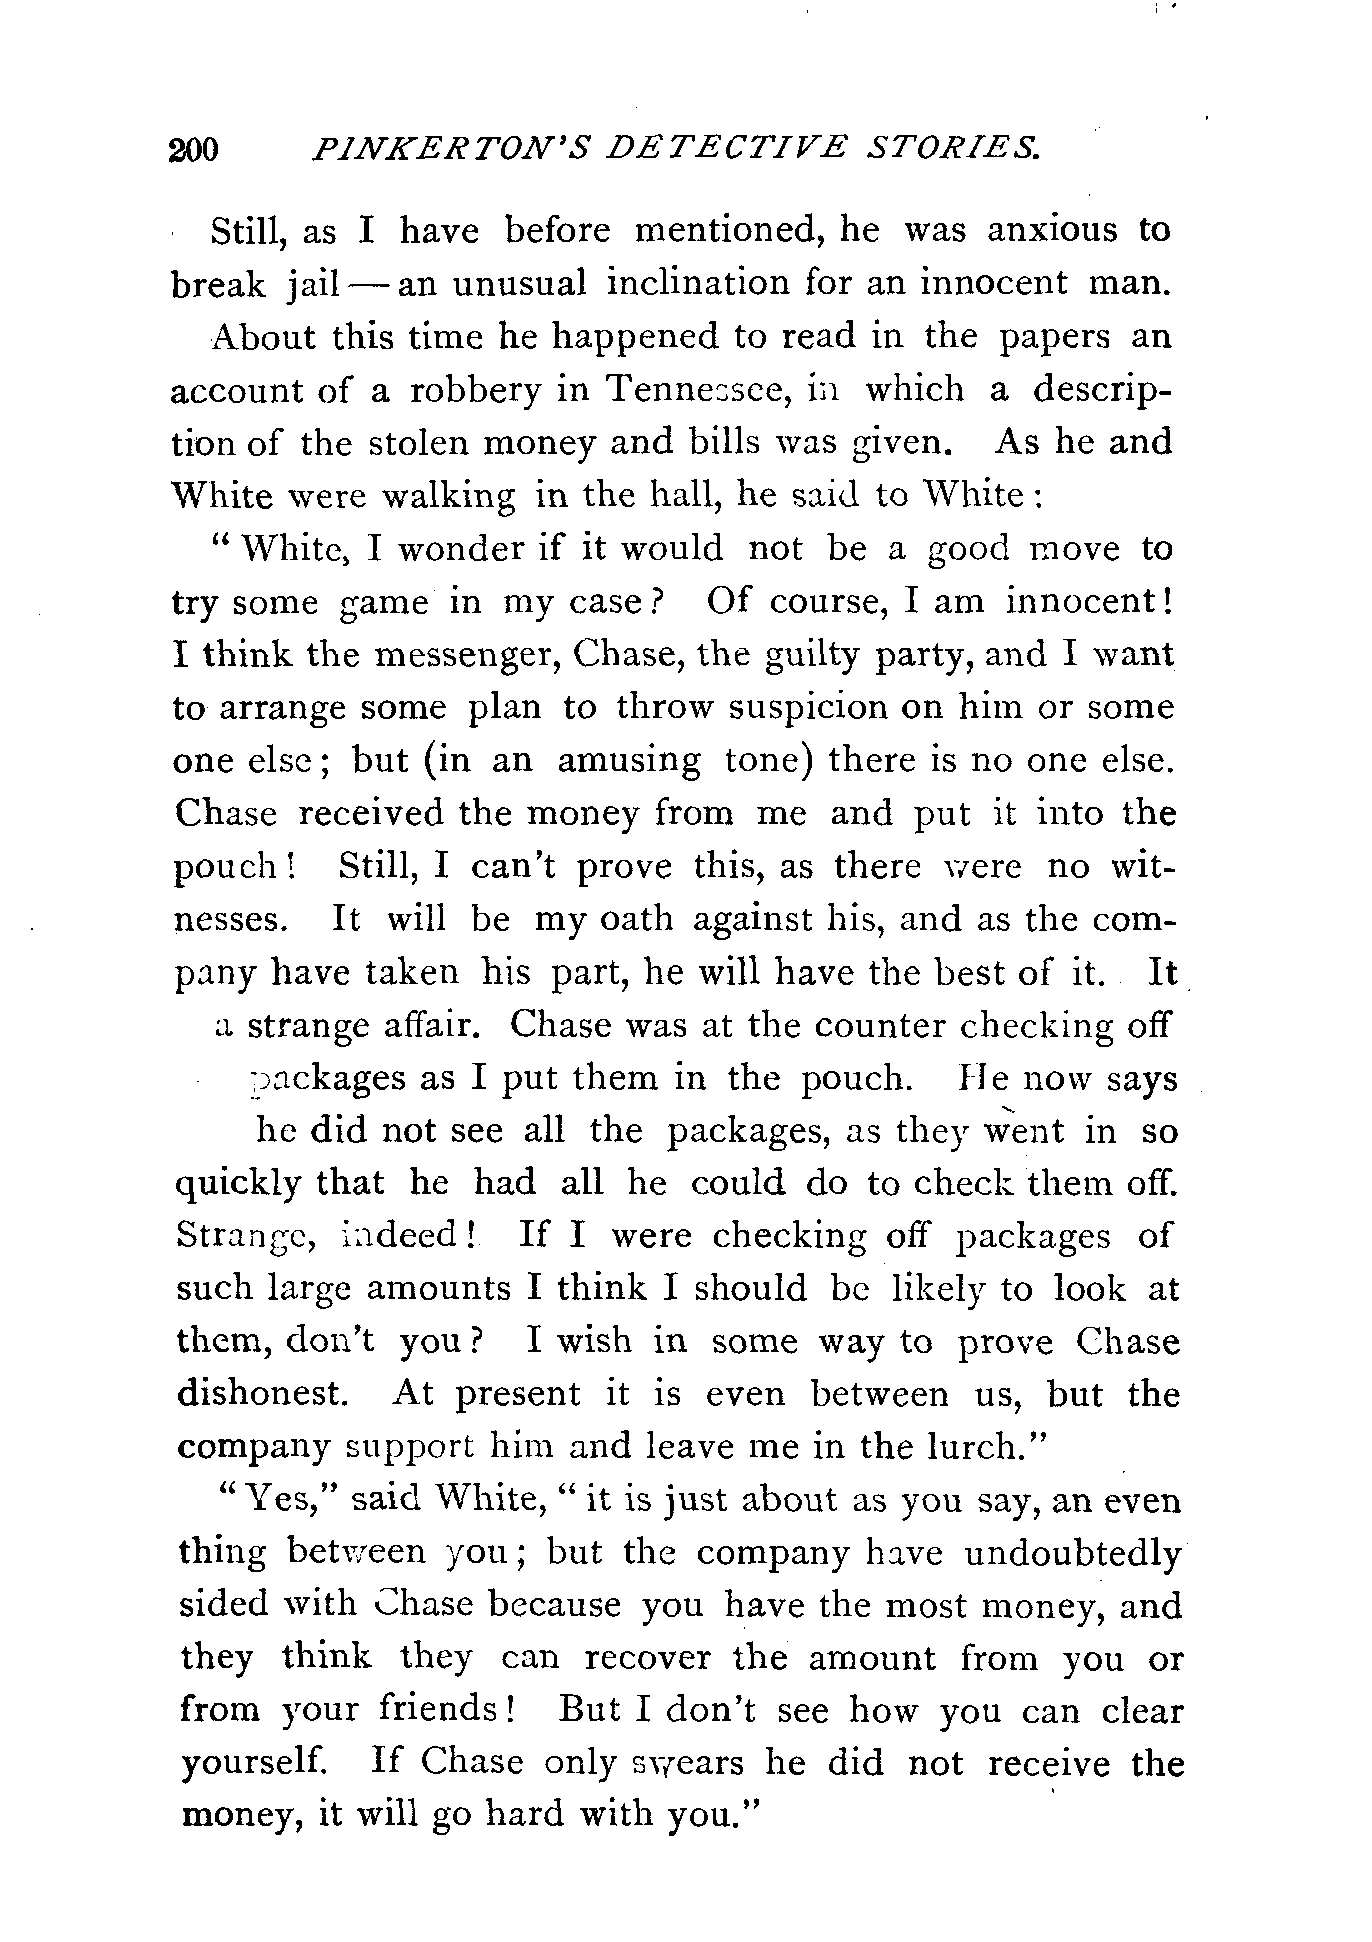 200 PINKERTON'S DETECTIVE STORIES.
Still, as I have before mentioned, he was anxious to
break jail — an unusual inclination for an innocent man.
About this time he happened to read in the papers an
account of a robbery in Tennessee, in which a descrip-
tion of the stolen money and bills was given. As he and
White were walking in the hall, he said to White :
" White, I wonder if it would not be a good move to
try some game in my case ? Of course, I am innocent !
I think the messenger, Chase, the guilty party, and I want
to arrange some plan to throw suspicion on him or some
one else ; but (in an amusing tone) there is no one else.
Chase received the money from me and put it into the
pouch ! Still, I can't prove this, as there were no wit-
nesses. It will be my oath against his, and as the com-
pany have taken his part, he will have the best of it. It
a strange affair. Chase was at the counter checking off
packages as I put them in the pouch. He now says
he did not see all the packages, as they went in so
quickly that he had all he could do to check them off.
Strange, indeed ! If I were checking off packages of
such large amounts I think I should be likely to look at
them, don't you ? I wish in some way to prove Chase
dishonest. At present it is even between us, but the
company support him and leave me in the lurch."
" Yes," said White, " it is just about as you say, an even
thing between you ; but the company have undoubtedly
sided with Chase because you have the most money, and
they think they can recover the amount from you or
from your friends ! But I don't see how you can clear
yourself. If Chase only swears he did not receive the
money, it will go hard with you."